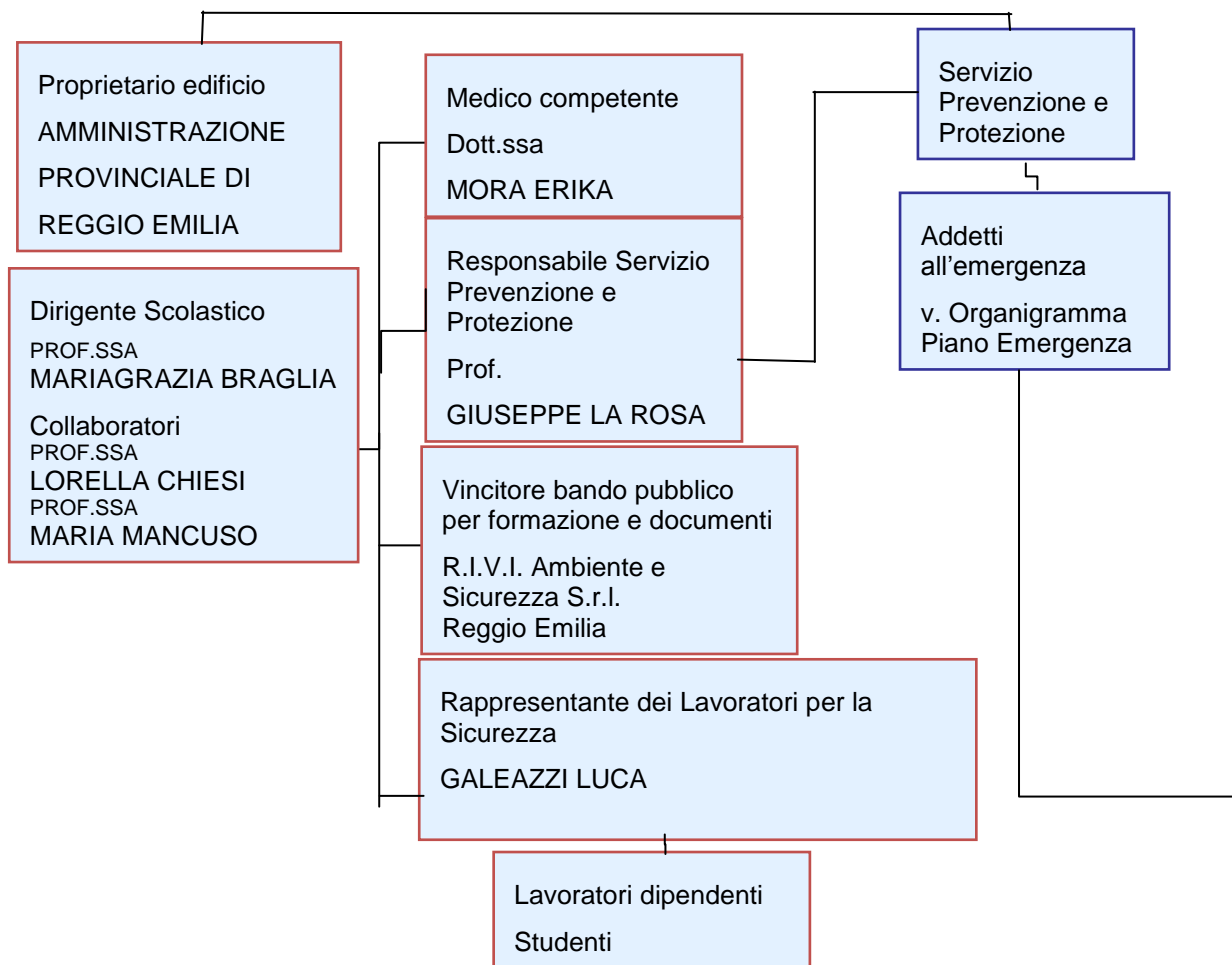 Proprietario edificio
AMMINISTRAZIONE
PROVINCIALE DI
REGGIO EMILIA
Dirigente Scolastico
PROF.SSA
MARIAGRAZIA BRAGLIA
Collaboratori
PROF.SSA
LORELLA CHIESI
PROF.SSA
MARIA MANCUSO
Medico competente
Dott.ssa
MORA ERIKA
Responsabile Servizio
Prevenzione e
Protezione
Prof.
GIUSEPPE LA ROSA
Vincitore bando pubblico
per formazione e documenti
R.I.V.I. Ambiente e
Sicurezza S.r.l.
Reggio Emilia
Rappresentante dei Lavoratori per la
Sicurezza
GALEAZZI LUCA
Lavoratori dipendenti
Studenti
Servizio
Prevenzione e
Protezione
Addetti
all’emergenza
v. Organigramma
Piano Emergenza